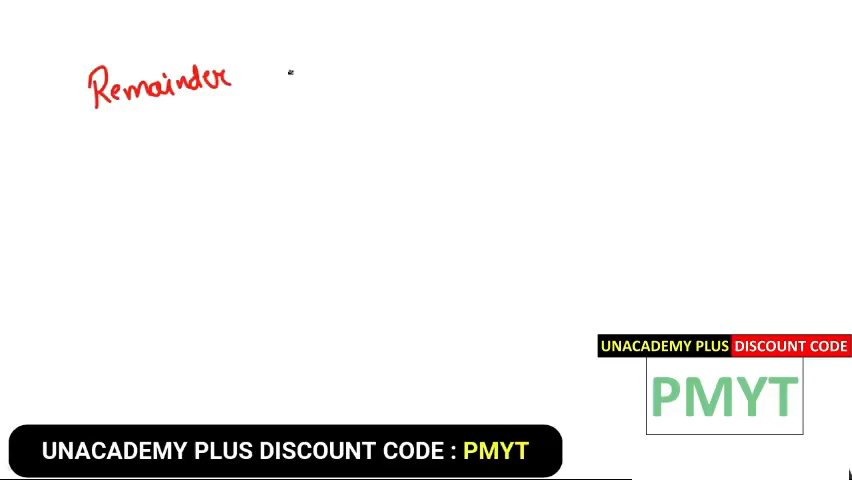 Remainder
UNACADEMY PLUS DISCOUNT CODE
PMYT
UNACADEMY PLUS DISCOUNT CODE : PMYT